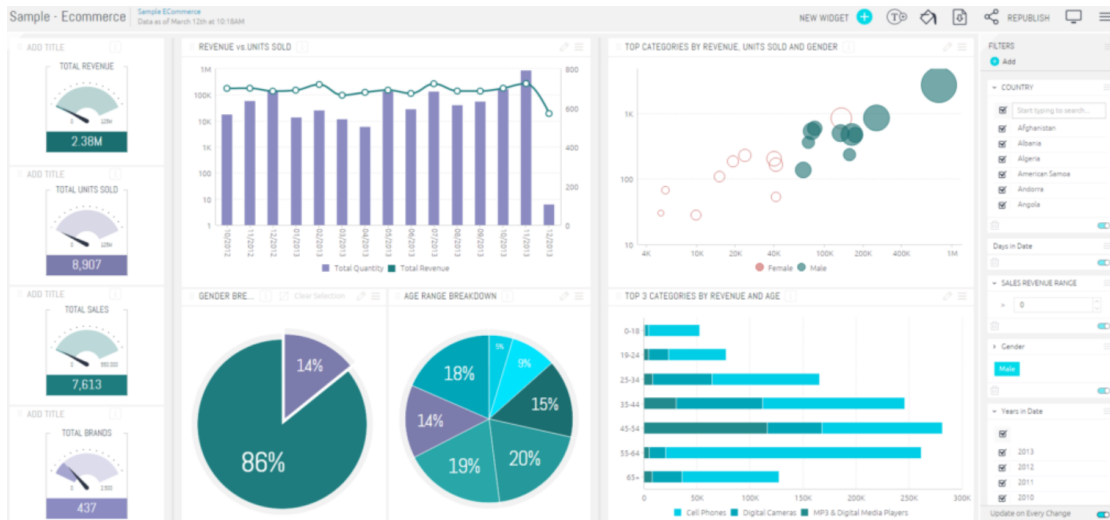 Sample - Ecommerce
Sample ECommerce
Data as of March 12th at 10:18AM
NEW WIDGET
REPUBLISH
ADD TITLE
TOTAL REVENUE
0
125M
2.38M
ADD TITLE
TOTAL UNITS SOLD
0
125M
8,907
ADD TITLE
TOTAL SALES
0
7,613
ADD TITLE
TOTAL BRANDS
0
2,500
437
REVENUE vs UNITS SOLD
1M
100K
10K
1K
100
10
1
800
600
400
200
0
10/2012
11/2012
12/2012
01/2013
02/2013
03/2013
04/2013
05/2013
06/2013
07/2013
08/2013
09/2013
10/2013
11/2013
12/2013
Total Quantity Total Revenue
GENDER BRE...
Clear Selection
14%
86%
AGE RANGE BREAKDOWN
5%
9%
15%
20%
19%
14%
18%
TOP CATEGORIES BY REVENUE, UNITS SOLD AND GENDER
1K
100
10
4K 10K 20K 40K 100K 200K 400K 1M
Female Male
TOP 3 CATEGORIES BY REVENUE AND AGE
0-18
19-24
25-34
35-44
45-54
55-64
65+
0 50K 100K 150K 200K 250K 300K
Cell Phones Digital Cameras MP3 & Digital Media Players
FILTERS
Add
COUNTRY
Start typing to search...
Afghanistan
Albania
Algeria
American Samoa
Andorra
Angola
Days in Date
SALES REVENUE RANGE
> 0
Gender
Male
Years in Date
2013
2012
2011
2010
Update on Every Change